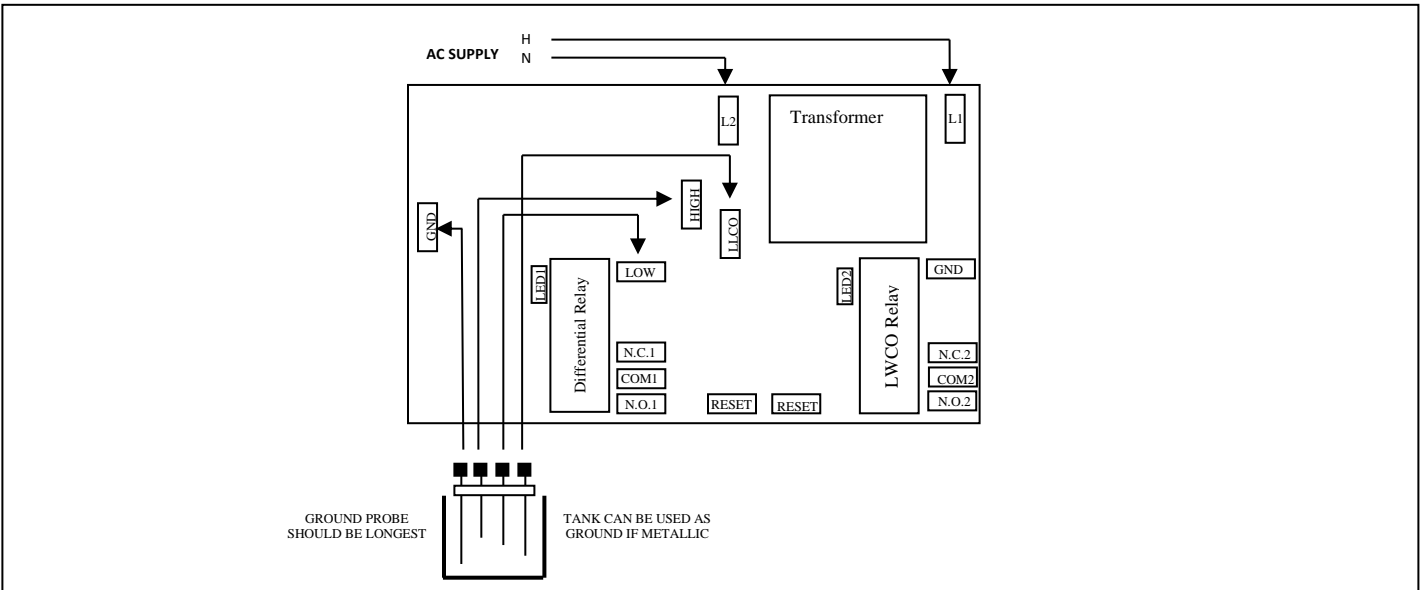 H
AC SUPPLY N
L2
Transformer
L1
HIGH
GND
LLCO
LED1
Differential Relay
LOW
LED2
LWCO Relay
GND
N.C.1
COM1
N.O.1
RESET
RESET
N.C.2
COM2
N.O.2
GROUND PROBE
SHOULD BE LONGEST
TANK CAN BE USED AS
GROUND IF METALLIC